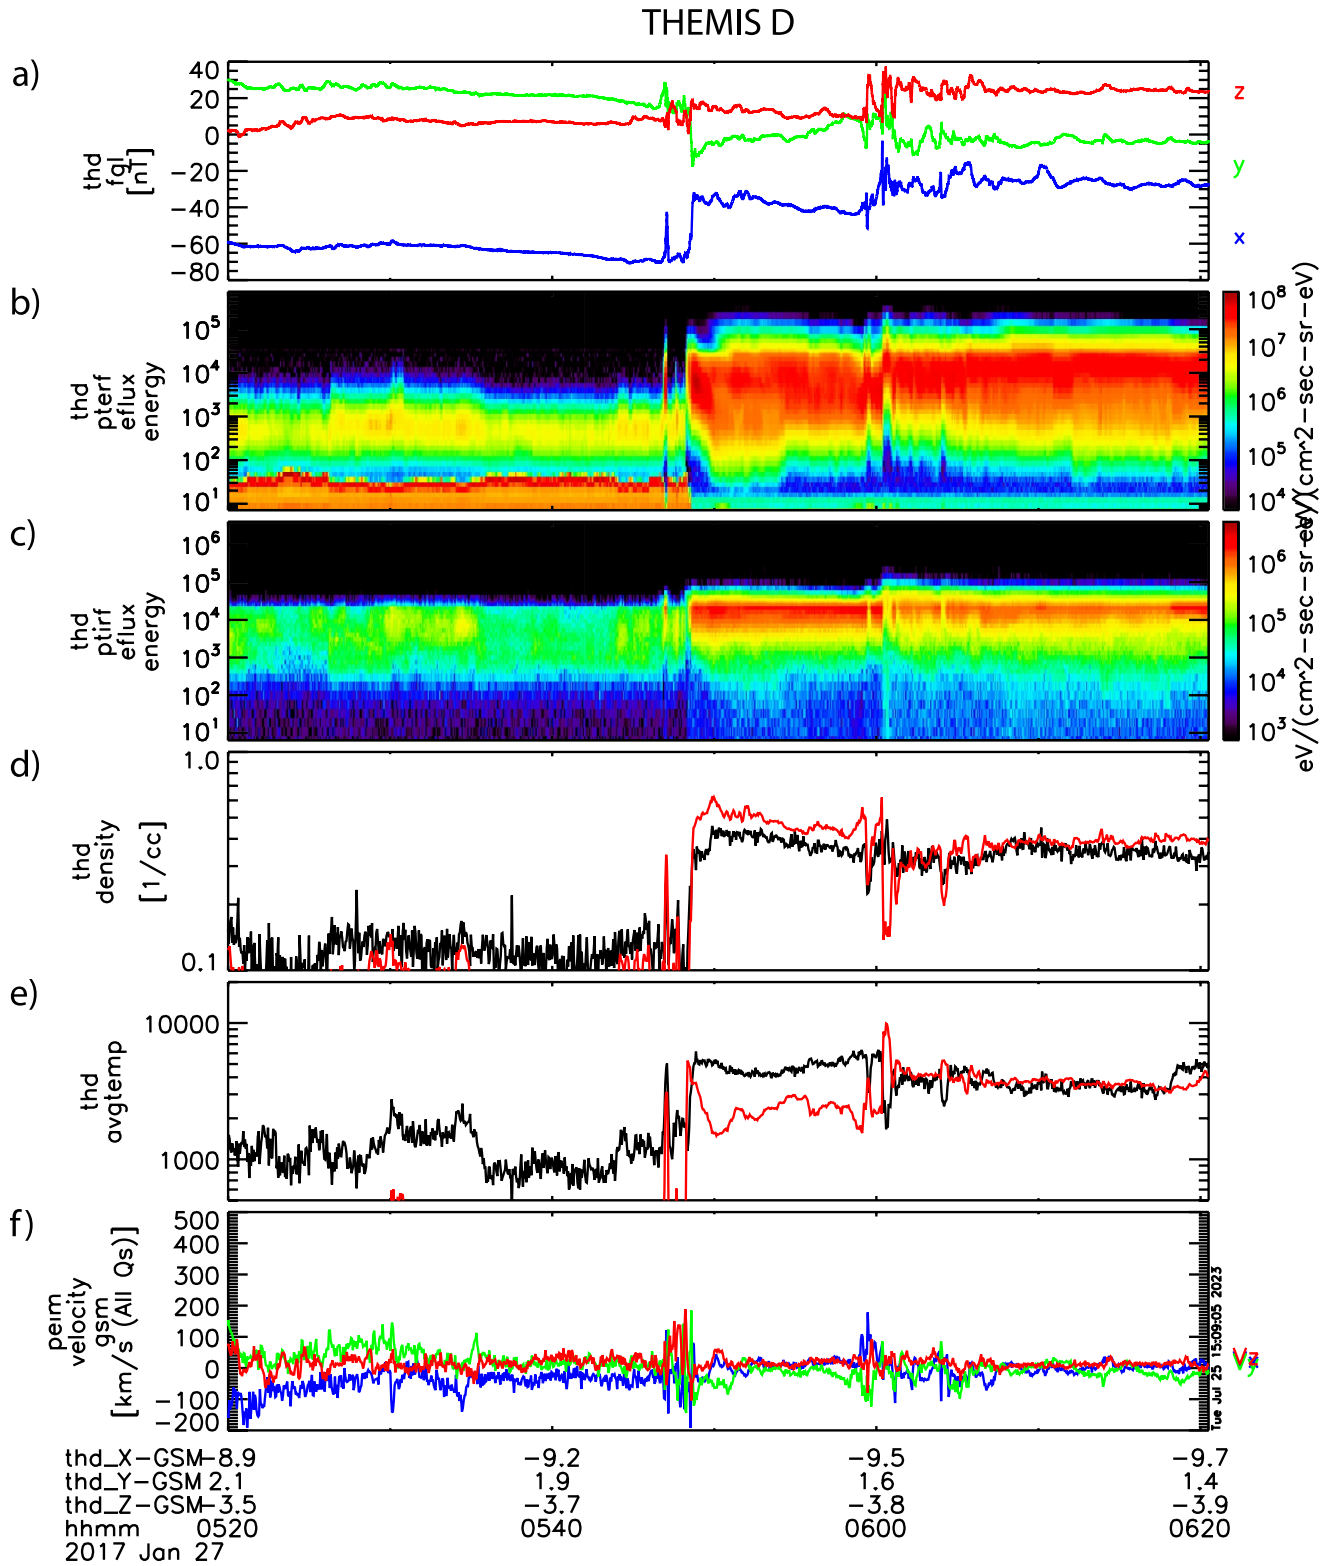 THEMIS D
a)
thd
fgl
[nT]
40
20
0
−20
−40
−60
−80
z
y
x
b)
thd
pterf
eflux
energy
10^5
10^4
10^3
10^2
10^1
10^8
10^7
10^6
10^5
10^4
eV/(cm^2−sec−sr−eV)
c)
thd
ptirf
eflux
energy
10^6
10^5
10^4
10^3
10^2
10^1
10^6
10^5
10^4
10^3
eV/(cm^2−sec−sr−eV)
d)
thd
density
[1/cc]
1.0
0.1
e)
thd
avgtemp
10000
1000
f)
peim
velocity
gsm
[km/s (All Qs)]
500
400
300
200
100
0
−100
−200
Vz
Tue Jul 25 15:09:05 2023
thd_X−GSM −8.9 −9.2 −9.5 −9.7
thd_Y−GSM 2.1 1.9 1.6 1.4
thd_Z−GSM −3.5 −3.7 −3.8 −3.9
hhmm 0520 0540 0600 0620
2017 Jan 27